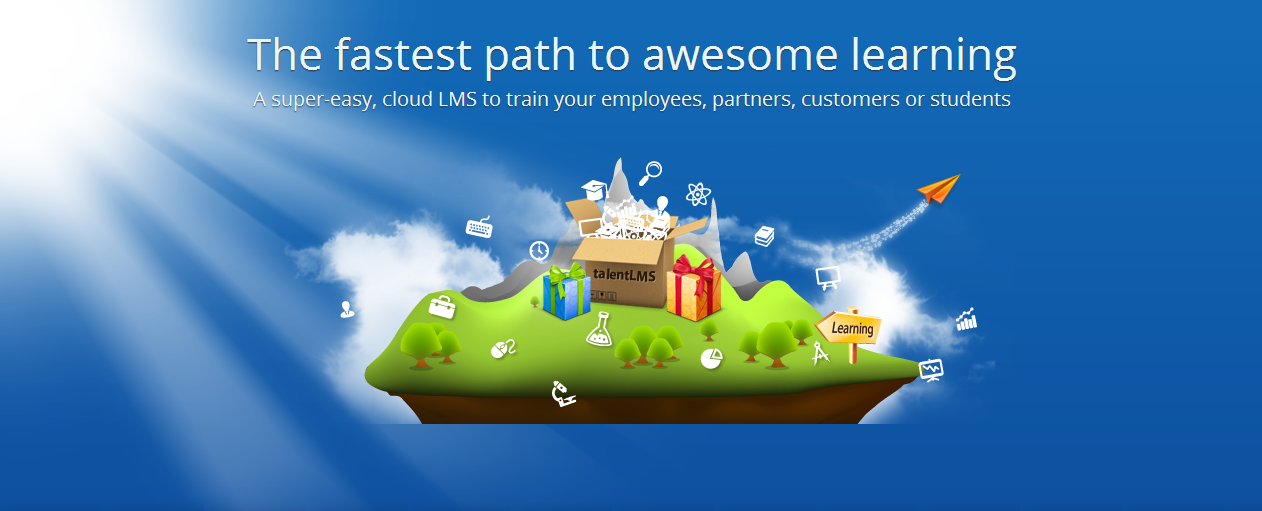 The fastest path to awesome learning
A super-easy, cloud LMS to train your employees, partners, customers or students
talentLMS
Learning